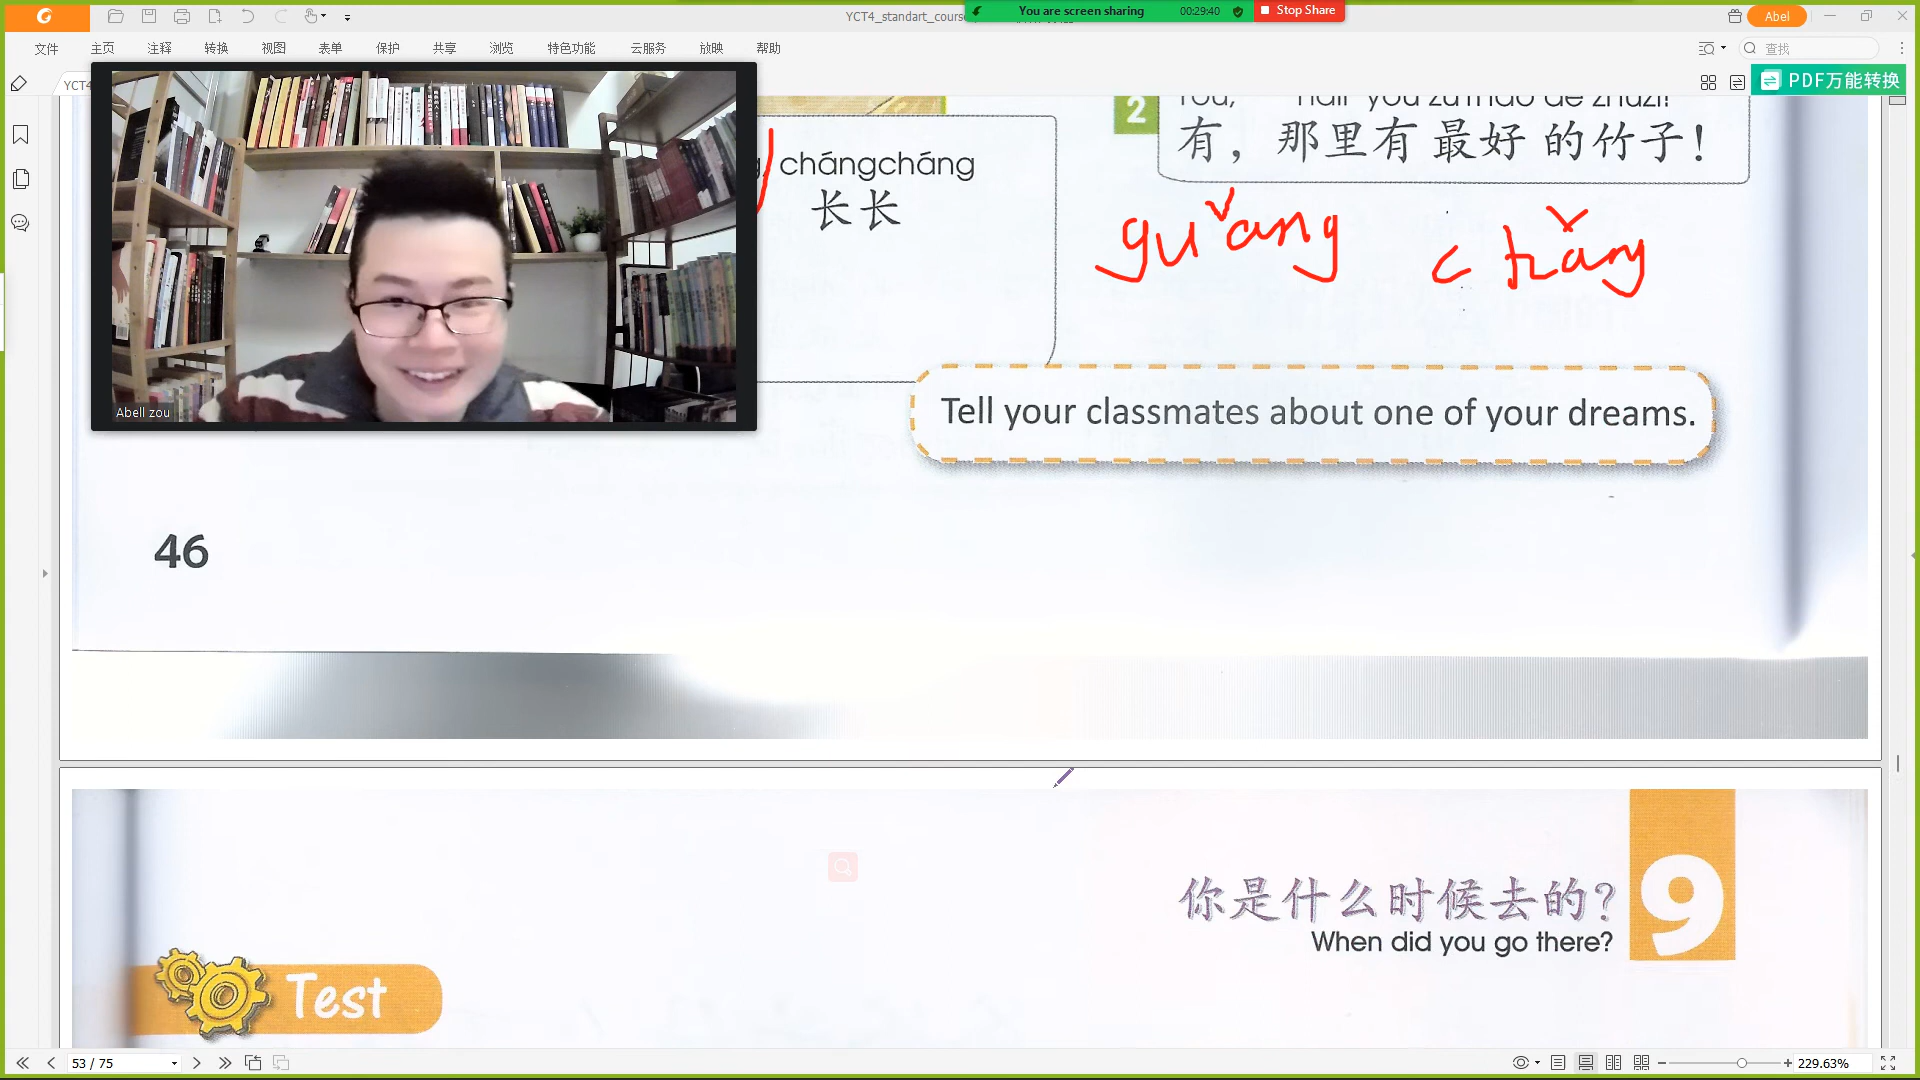 YCT4_standart_course
You are screen sharing 00:29:40 Stop Share
Abel
文件 主页 注释 转换 视图 表单 保护 共享 浏览 特色功能 云服务 放映 帮助
查找
YCT4
PDF万能转换
chángcháng
长长
2
有，那里有最好的竹子！
guǎng chǎng
Abell zou
Tell your classmates about one of your dreams.
46
你是什么时候去的？
When did you go there?
9
Test
53 / 75
229.63%